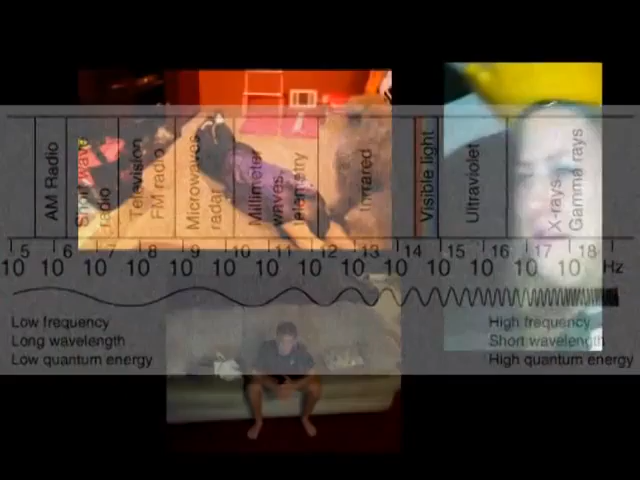 AM Radio
Short wave radio
Television
FM radio
Microwaves
radar
Millimeter
waves,
telemetry
Infrared
Visible light
Ultraviolet
X-rays
Gamma rays
10^5 10^6 10^7 10^8 10^9 10^10 10^11 10^12 10^13 10^14 10^15 10^16 10^17 10^18 Hz
Low frequency
Long wavelength
Low quantum energy
High frequency
Short wavelength
High quantum energy